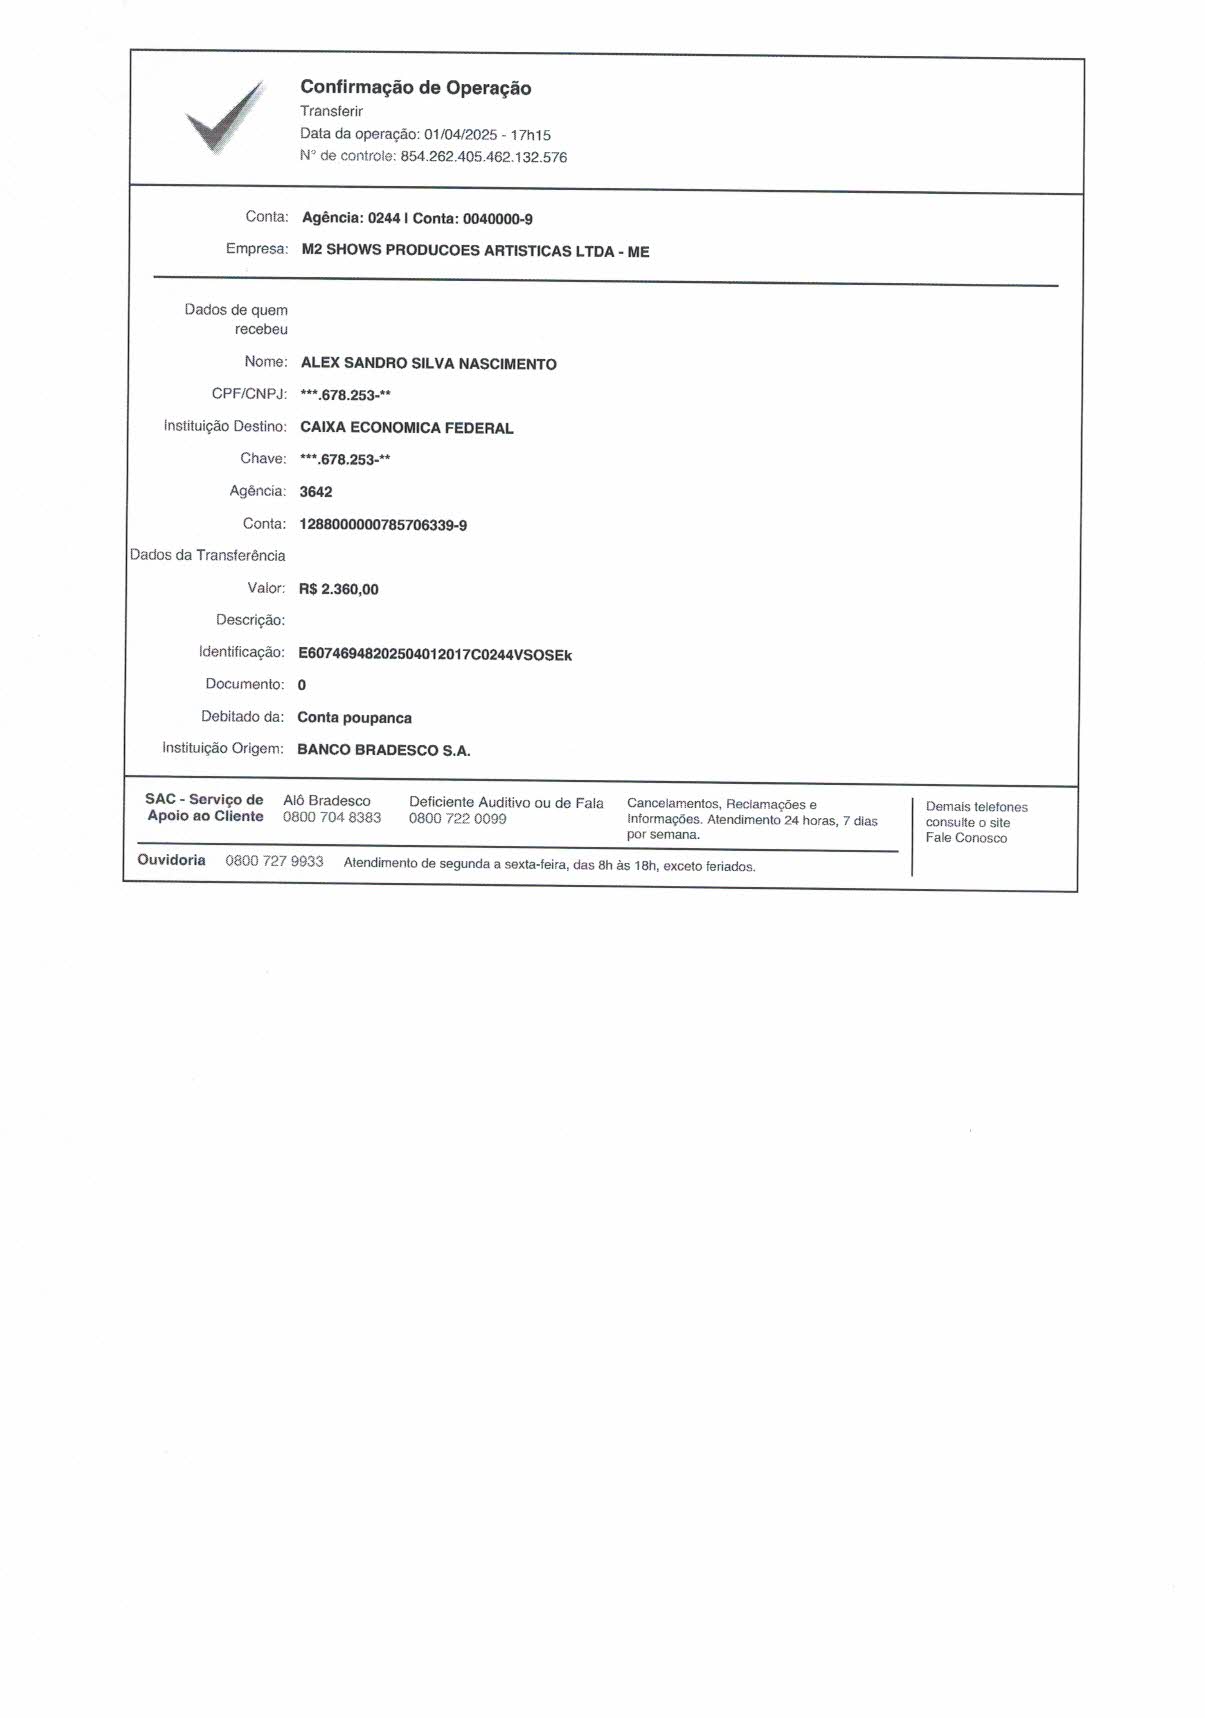 Confirmação de Operação
Transferir
Data da operação: 01/04/2025 - 17h15
N° de controle: 854.262.405.462.132.576
Conta: Agência: 0244 I Conta: 0040000-9
Empresa: M2 SHOWS PRODUCOES ARTISTICAS LTDA - ME
Dados de quem
recebeu
Nome: ALEX SANDRO SILVA NASCIMENTO
CPF/CNPJ: ***.678.253-**
Instituição Destino: CAIXA ECONOMICA FEDERAL
Chave: ***.678.253-**
Agência: 3642
Conta: 1288000000785706339-9
Dados da Transferência
Valor: R$ 2.360,00
Descrição:
Identificação: E60746948202504012017C0244VSOSEk
Documento: 0
Debitado da: Conta poupanca
Instituição Origem: BANCO BRADESCO S.A.
SAC - Serviço de
Apoio ao Cliente
Alô Bradesco
0800 704 8383
Deficiente Auditivo ou de Fala
0800 722 0099
Cancelamentos, Reclamações e
Informações. Atendimento 24 horas, 7 dias
por semana.
Demais telefones
consulte o site
Fale Conosco
Ouvidoria 0800 727 9933 Atendimento de segunda a sexta-feira, das 8h às 18h, exceto feriados.